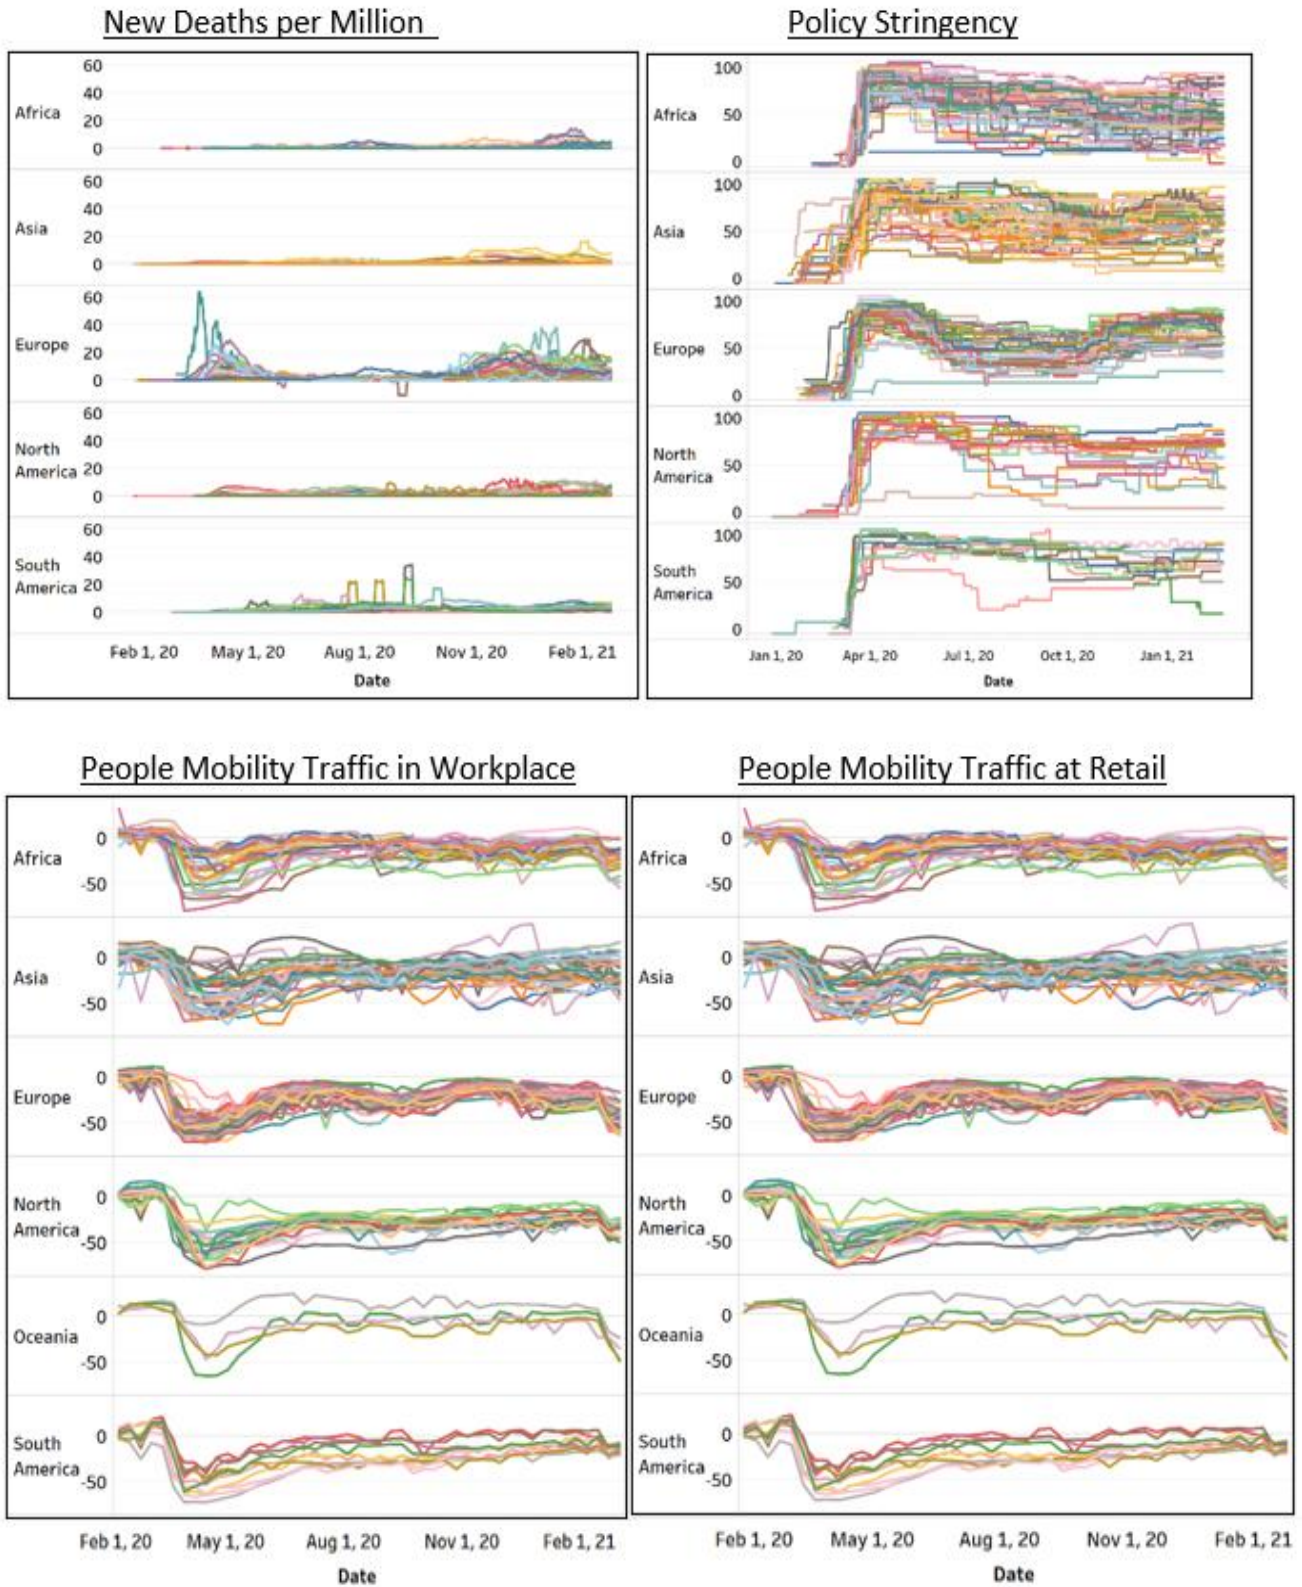 New Deaths per Million
60
40
Africa
20
0
60
40
Asia
20
0
60
40
Europe
20
0
60
40
North
America 20
0
60
40
South
America 20
0
Feb 1, 20 May 1, 20 Aug 1, 20 Nov 1, 20 Feb 1, 21
Date
Policy Stringency
100
Africa 50
0
100
Asia 50
0
100
Europe 50
0
100
North
America 50
0
100
South
America 50
0
Jan 1, 20 Apr 1, 20 Jul 1, 20 Oct 1, 20 Jan 1, 21
Date
People Mobility Traffic in Workplace
0
Africa
-50
0
Asia
-50
0
Europe
-50
0
North
America
-50
0
Oceania
-50
0
South
America
-50
Feb 1, 20 May 1, 20 Aug 1, 20 Nov 1, 20 Feb 1, 21
Date
People Mobility Traffic at Retail
0
Africa
-50
0
Asia
-50
0
Europe
-50
0
North
America
-50
0
Oceania
-50
0
South
America
-50
Feb 1, 20 May 1, 20 Aug 1, 20 Nov 1, 20 Feb 1, 21
Date